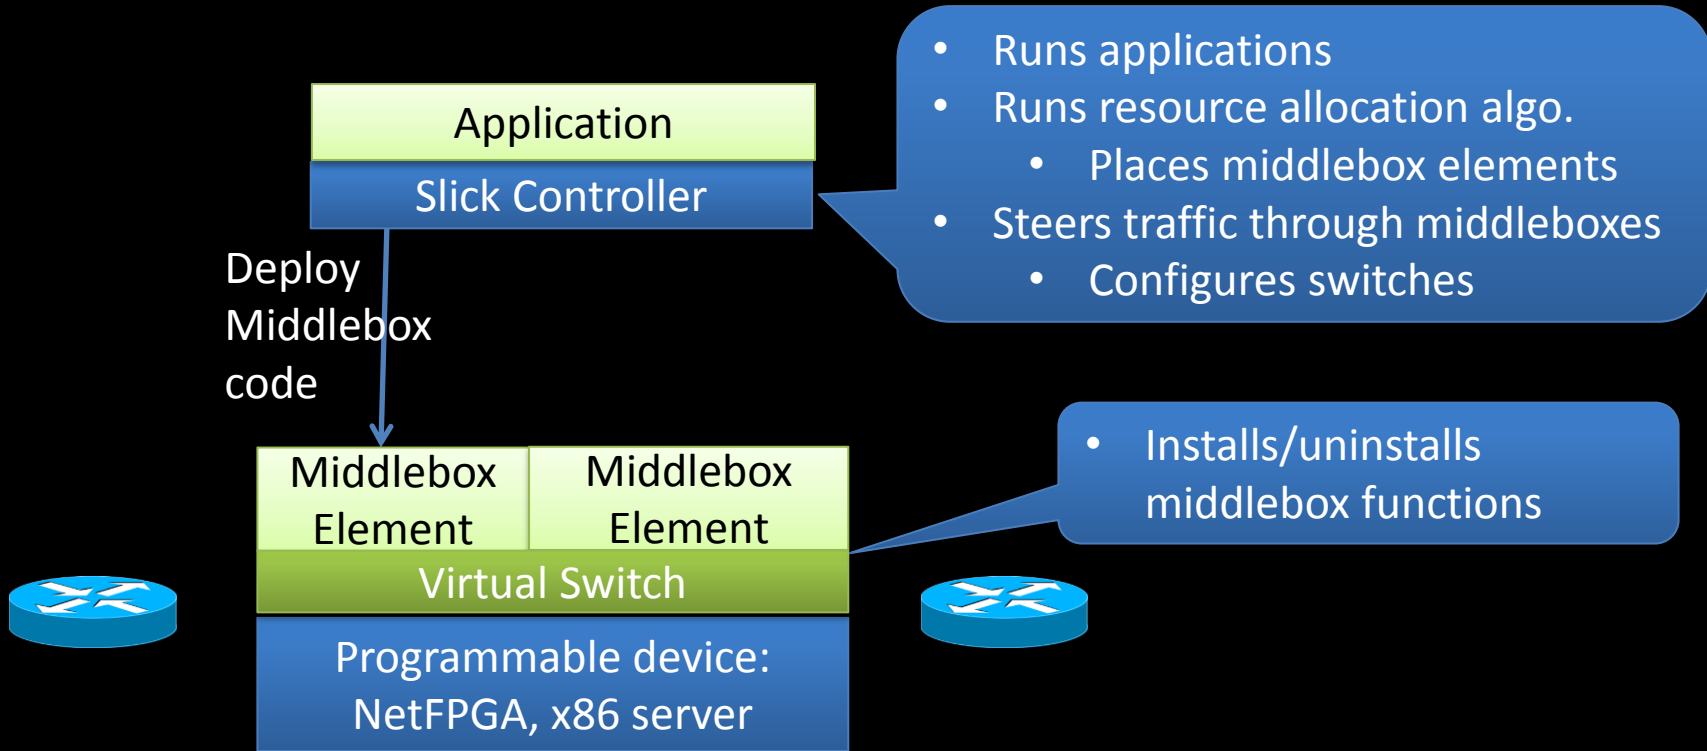 Application
Slick Controller
• Runs applications
• Runs resource allocation algo.
• Places middlebox elements
• Steers traffic through middleboxes
• Configures switches
Deploy
Middlebox
code
Middlebox
Element
Middlebox
Element
Virtual Switch
• Installs/uninstalls
middlebox functions
Programmable device:
NetFPGA, x86 server